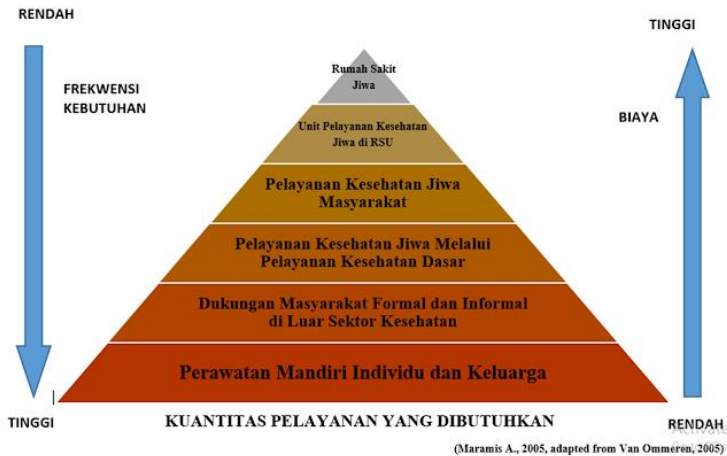 RENDAH
FREKWENSI
KEBUTUHAN
TINGGI
BIAYA
Rumah Sakit
Jiwa
Unit Pelayanan Kesehatan
Jiwa di RSU
Pelayanan Kesehatan Jiwa
Masyarakat
Pelayanan Kesehatan Jiwa Melalui
Pelayanan Kesehatan Dasar
Dukungan Masyarakat Formal dan Informal
di Luar Sektor Kesehatan
Perawatan Mandiri Individu dan Keluarga
TINGGI
KUANTITAS PELAYANAN YANG DIBUTUHKAN
RENDAH
(Maramis A., 2005, adapted from Van Ommeren, 2005)